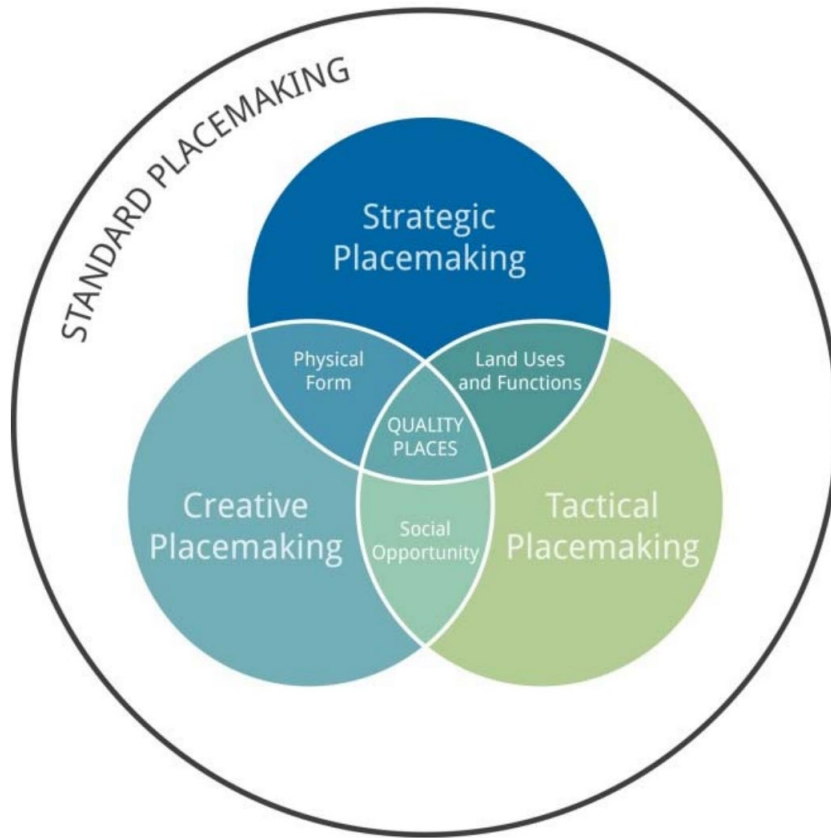 STANDARD PLACEMAKING
Strategic
Placemaking
Physical
Form
Land Uses
and Functions
QUALITY
PLACES
Creative
Placemaking
Social
Opportunity
Tactical
Placemaking